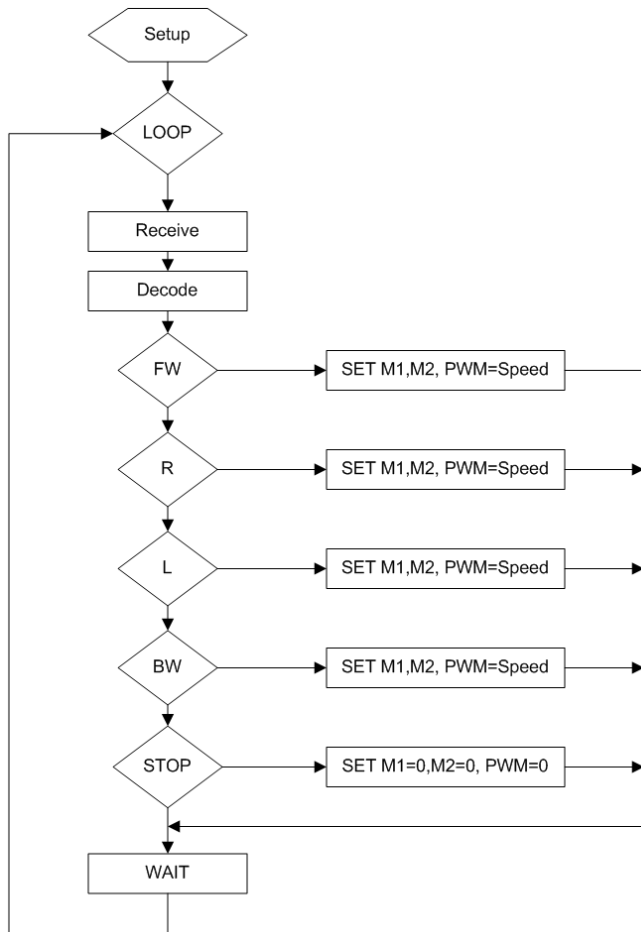 Setup
LOOP
Receive
Decode
FW
SET M1,M2, PWM=Speed
R
SET M1,M2, PWM=Speed
L
SET M1,M2, PWM=Speed
BW
SET M1,M2, PWM=Speed
STOP
SET M1=0,M2=0, PWM=0
WAIT